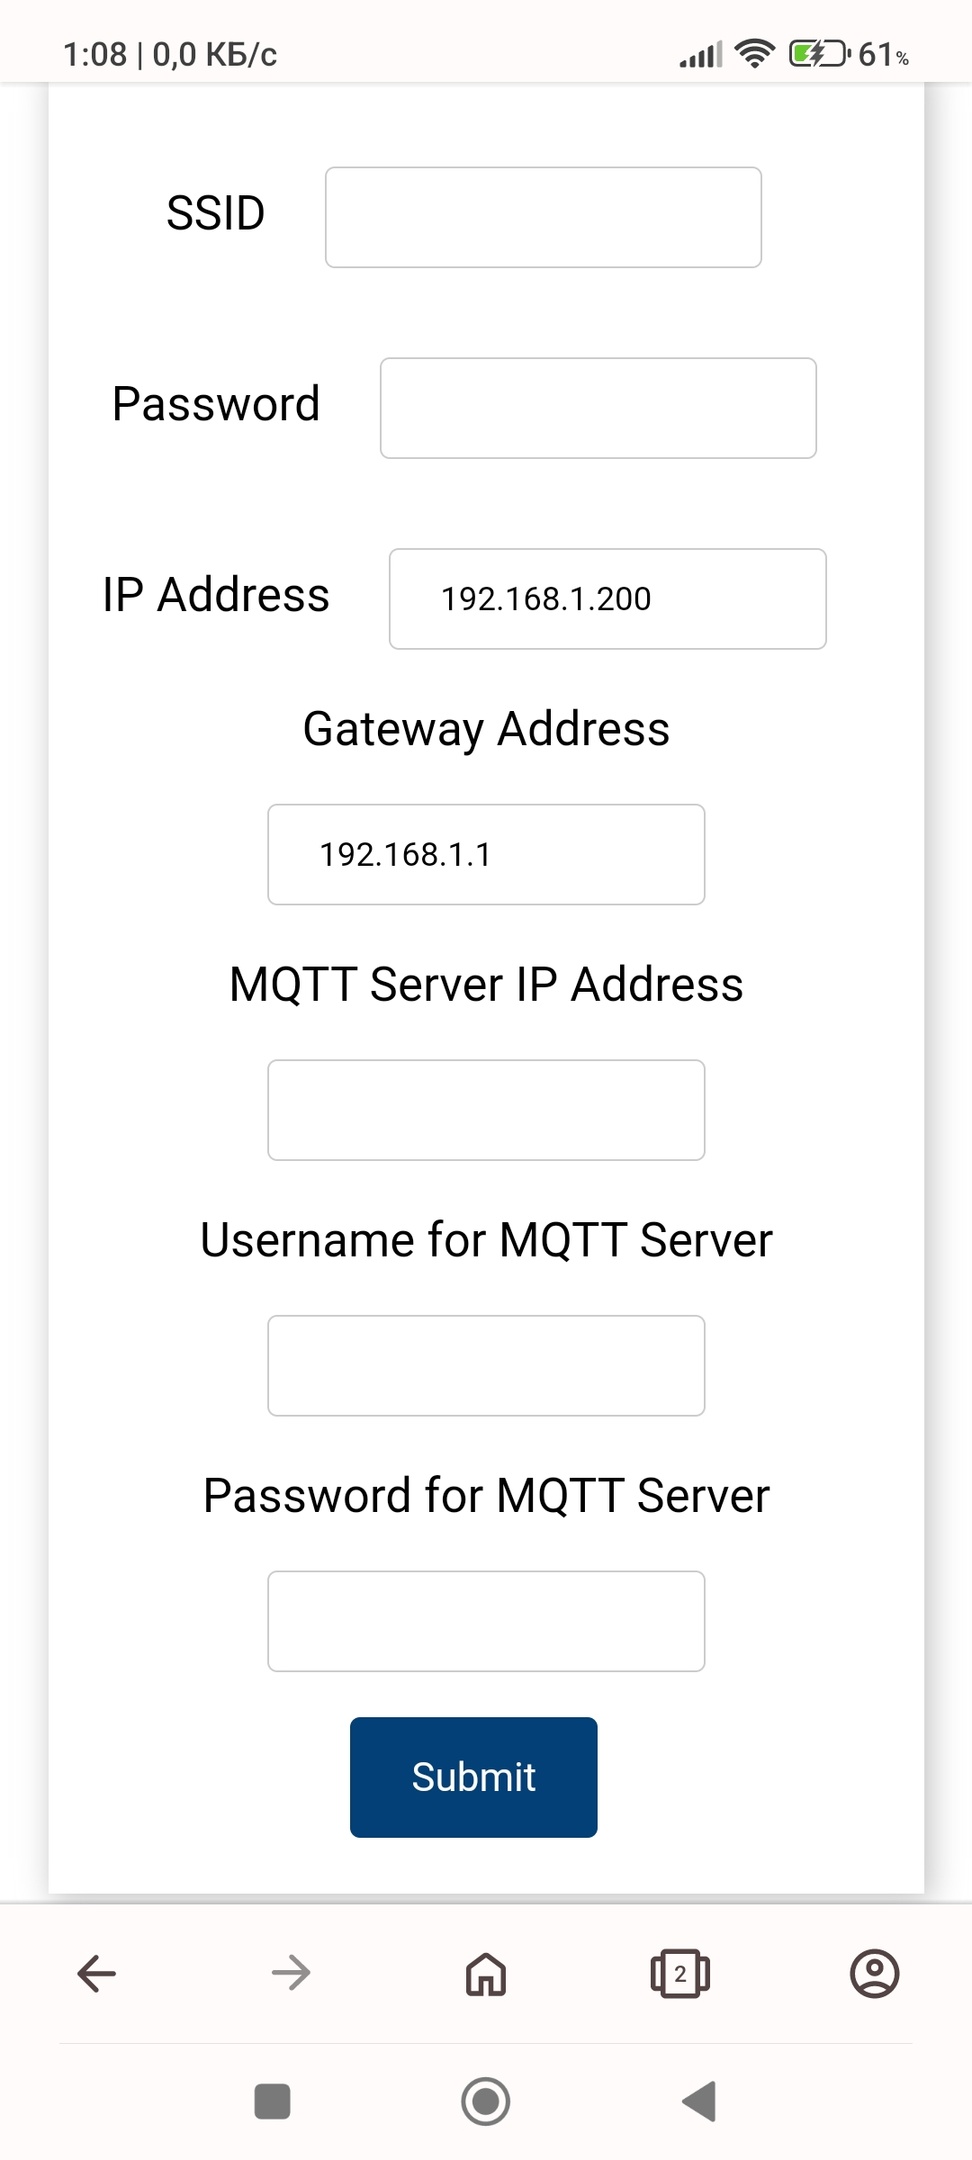 1:08 | 0,0 КБ/с 61%
SSID
Password
IP Address 192.168.1.200
Gateway Address
192.168.1.1
MQTT Server IP Address
Username for MQTT Server
Password for MQTT Server
Submit
2